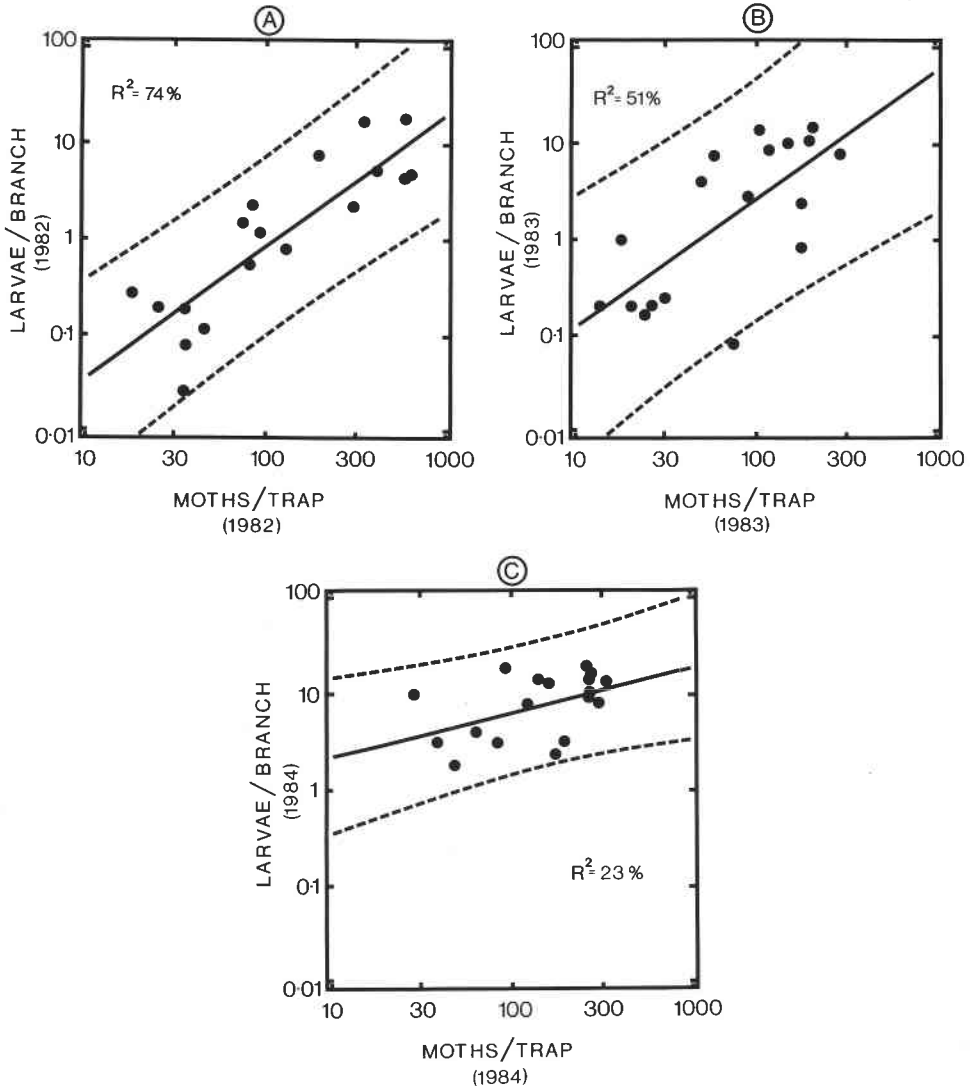 A
100
10
1
0·1
0·01
R²= 74%
LARVAE / BRANCH
(1982)
10 30 100 300 1000
MOTHS/TRAP
(1982)
B
100
10
1
0·1
0·01
R²= 51%
LARVAE / BRANCH
(1983)
10 30 100 300 1000
MOTHS/TRAP
(1983)
C
100
10
1
0·1
0·01
R²= 23%
LARVAE / BRANCH
(1984)
10 30 100 300 1000
MOTHS/TRAP
(1984)